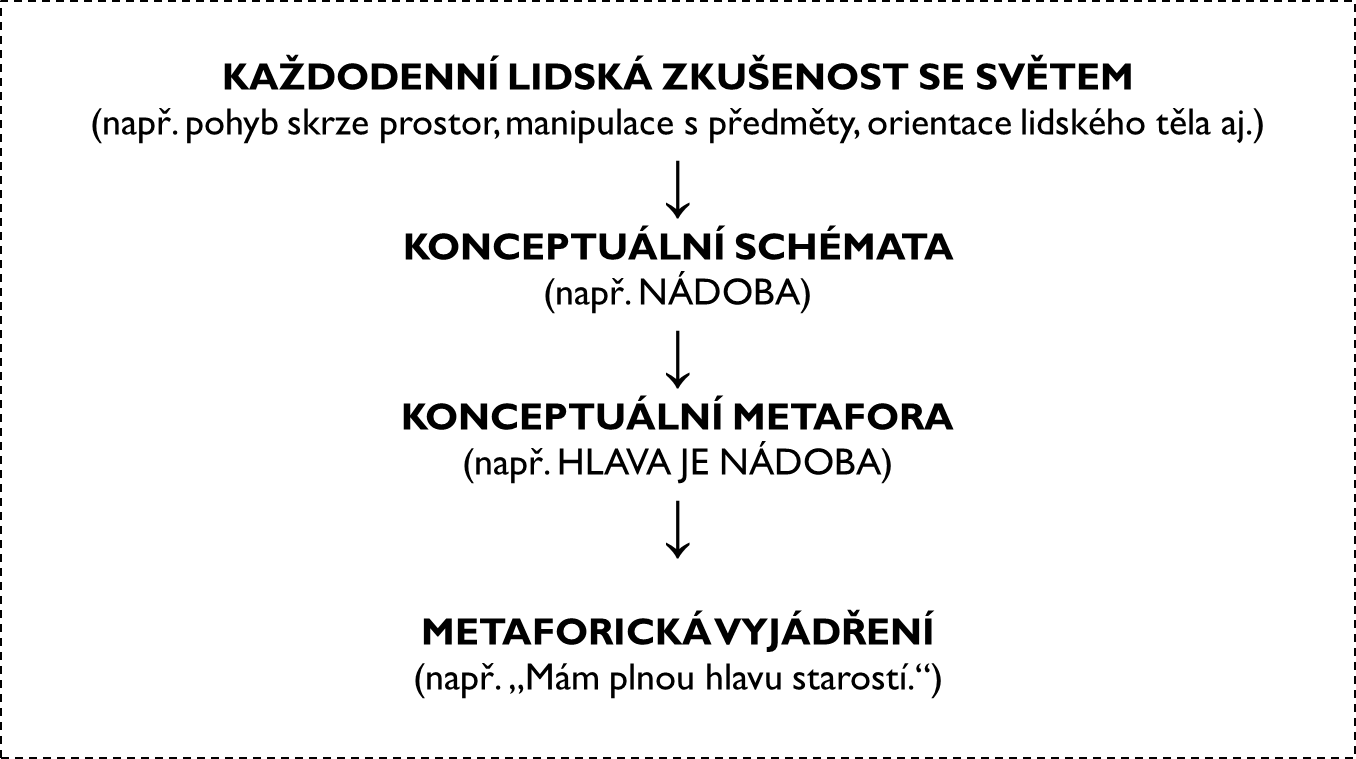 KAŽDODENNÍ LIDSKÁ ZKUŠENOST SE SVĚTEM
(např. pohyb skrze prostor, manipulace s předměty, orientace lidského těla aj.)
↓
KONCEPTUÁLNÍ SCHÉMATA
(např. NÁDOBA)
↓
KONCEPTUÁLNÍ METAFORA
(např. HLAVA JE NÁDOBA)
↓
METAFORICKÁ VYJÁDŘENÍ
(např. „Mám plnou hlavu starostí.“)